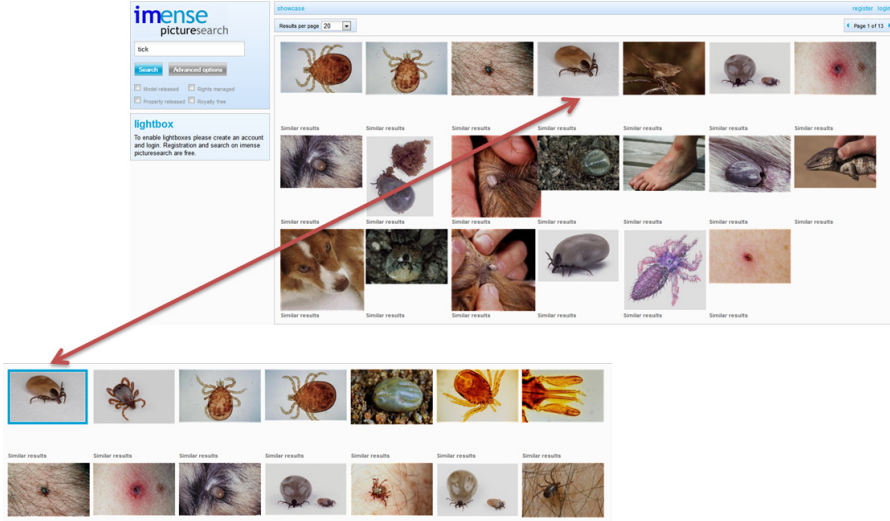 imense
picturesearch
tick
Search Advanced options
Model released Rights managed
Property released Royalty free
lightbox
To enable lightboxes please create an account
and login. Registration and search on imense
picturesearch are free.
showcase register login
Results per page 20 Page 1 of 13
Similar results Similar results Similar results Similar results Similar results Similar results Similar results
Similar results Similar results Similar results Similar results Similar results Similar results Similar results
Similar results Similar results Similar results Similar results Similar results Similar results
Similar results Similar results Similar results Similar results Similar results Similar results Similar results